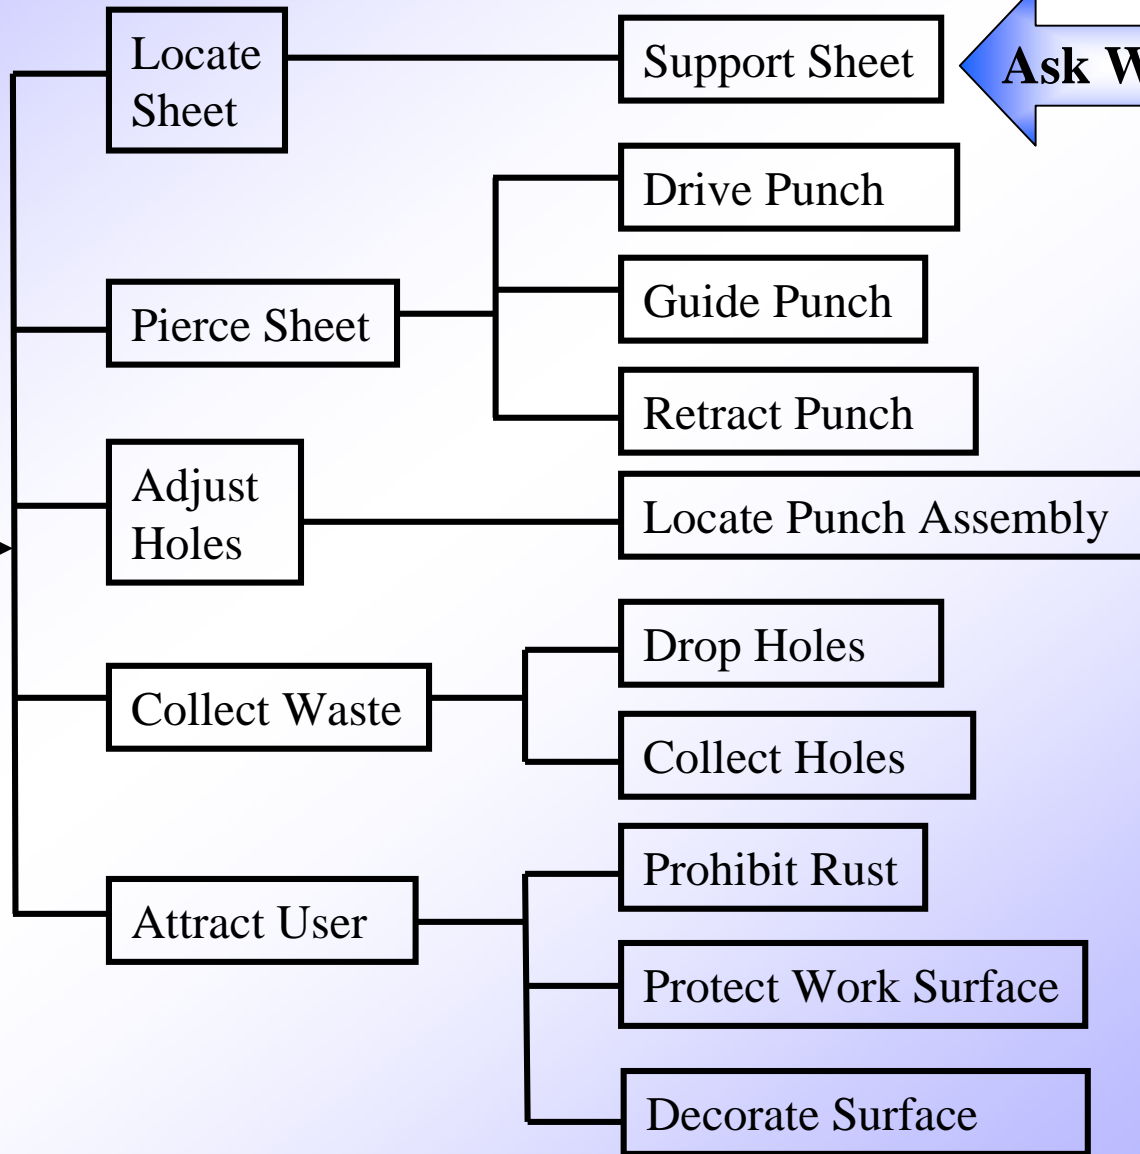 Locate
Sheet
Support Sheet
Ask W
Drive Punch
Guide Punch
Pierce Sheet
Retract Punch
Adjust
Holes
Locate Punch Assembly
Drop Holes
Collect Waste
Collect Holes
Prohibit Rust
Attract User
Protect Work Surface
Decorate Surface